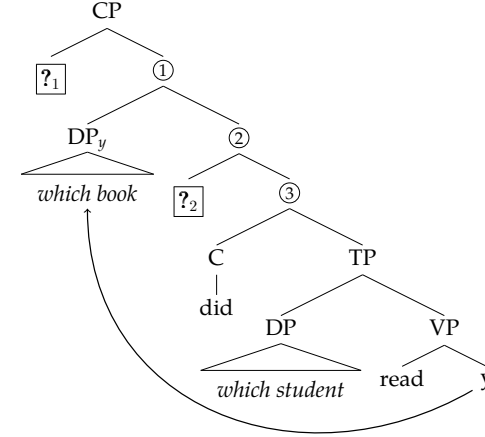 CP
?₁ ①
DPy ②
which book ?₂ ③
C TP
did
DP VP
which student read y